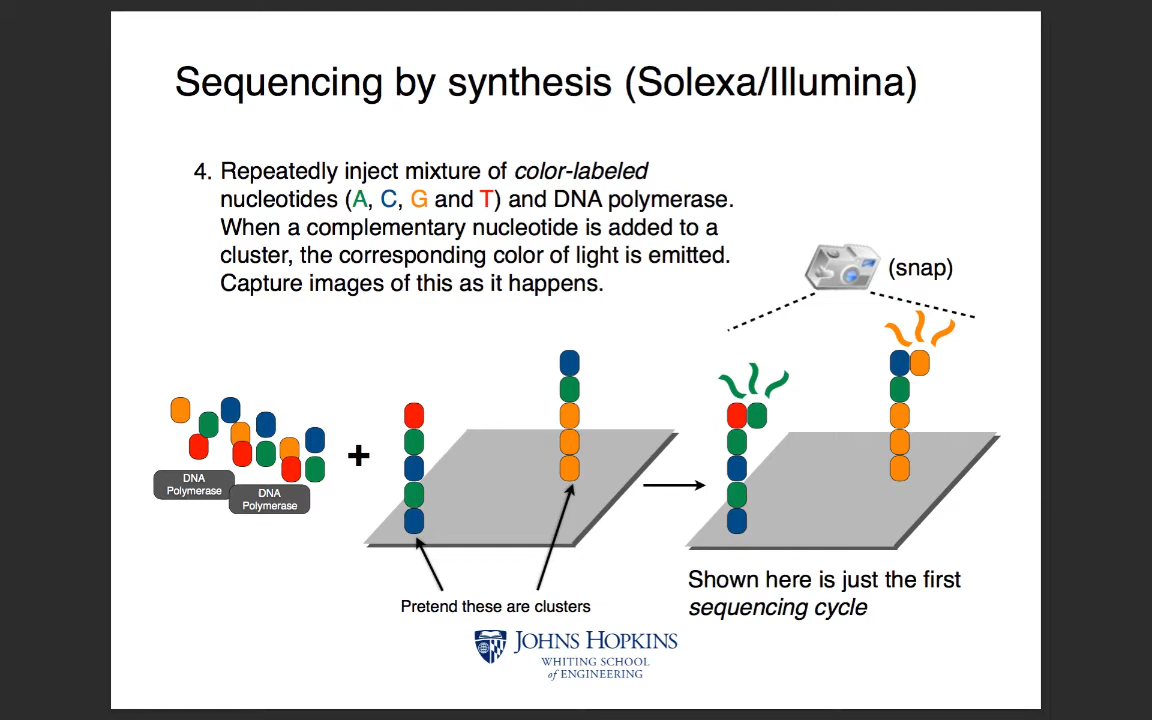 Sequencing by synthesis (Solexa/Illumina)
4. Repeatedly inject mixture of color-labeled
nucleotides (A, C, G and T) and DNA polymerase.
When a complementary nucleotide is added to a
cluster, the corresponding color of light is emitted.
Capture images of this as it happens.
(snap)
DNA
Polymerase
DNA
Polymerase
+
Pretend these are clusters
Shown here is just the first
sequencing cycle
JOHNS HOPKINS
WHITING SCHOOL
of ENGINEERING